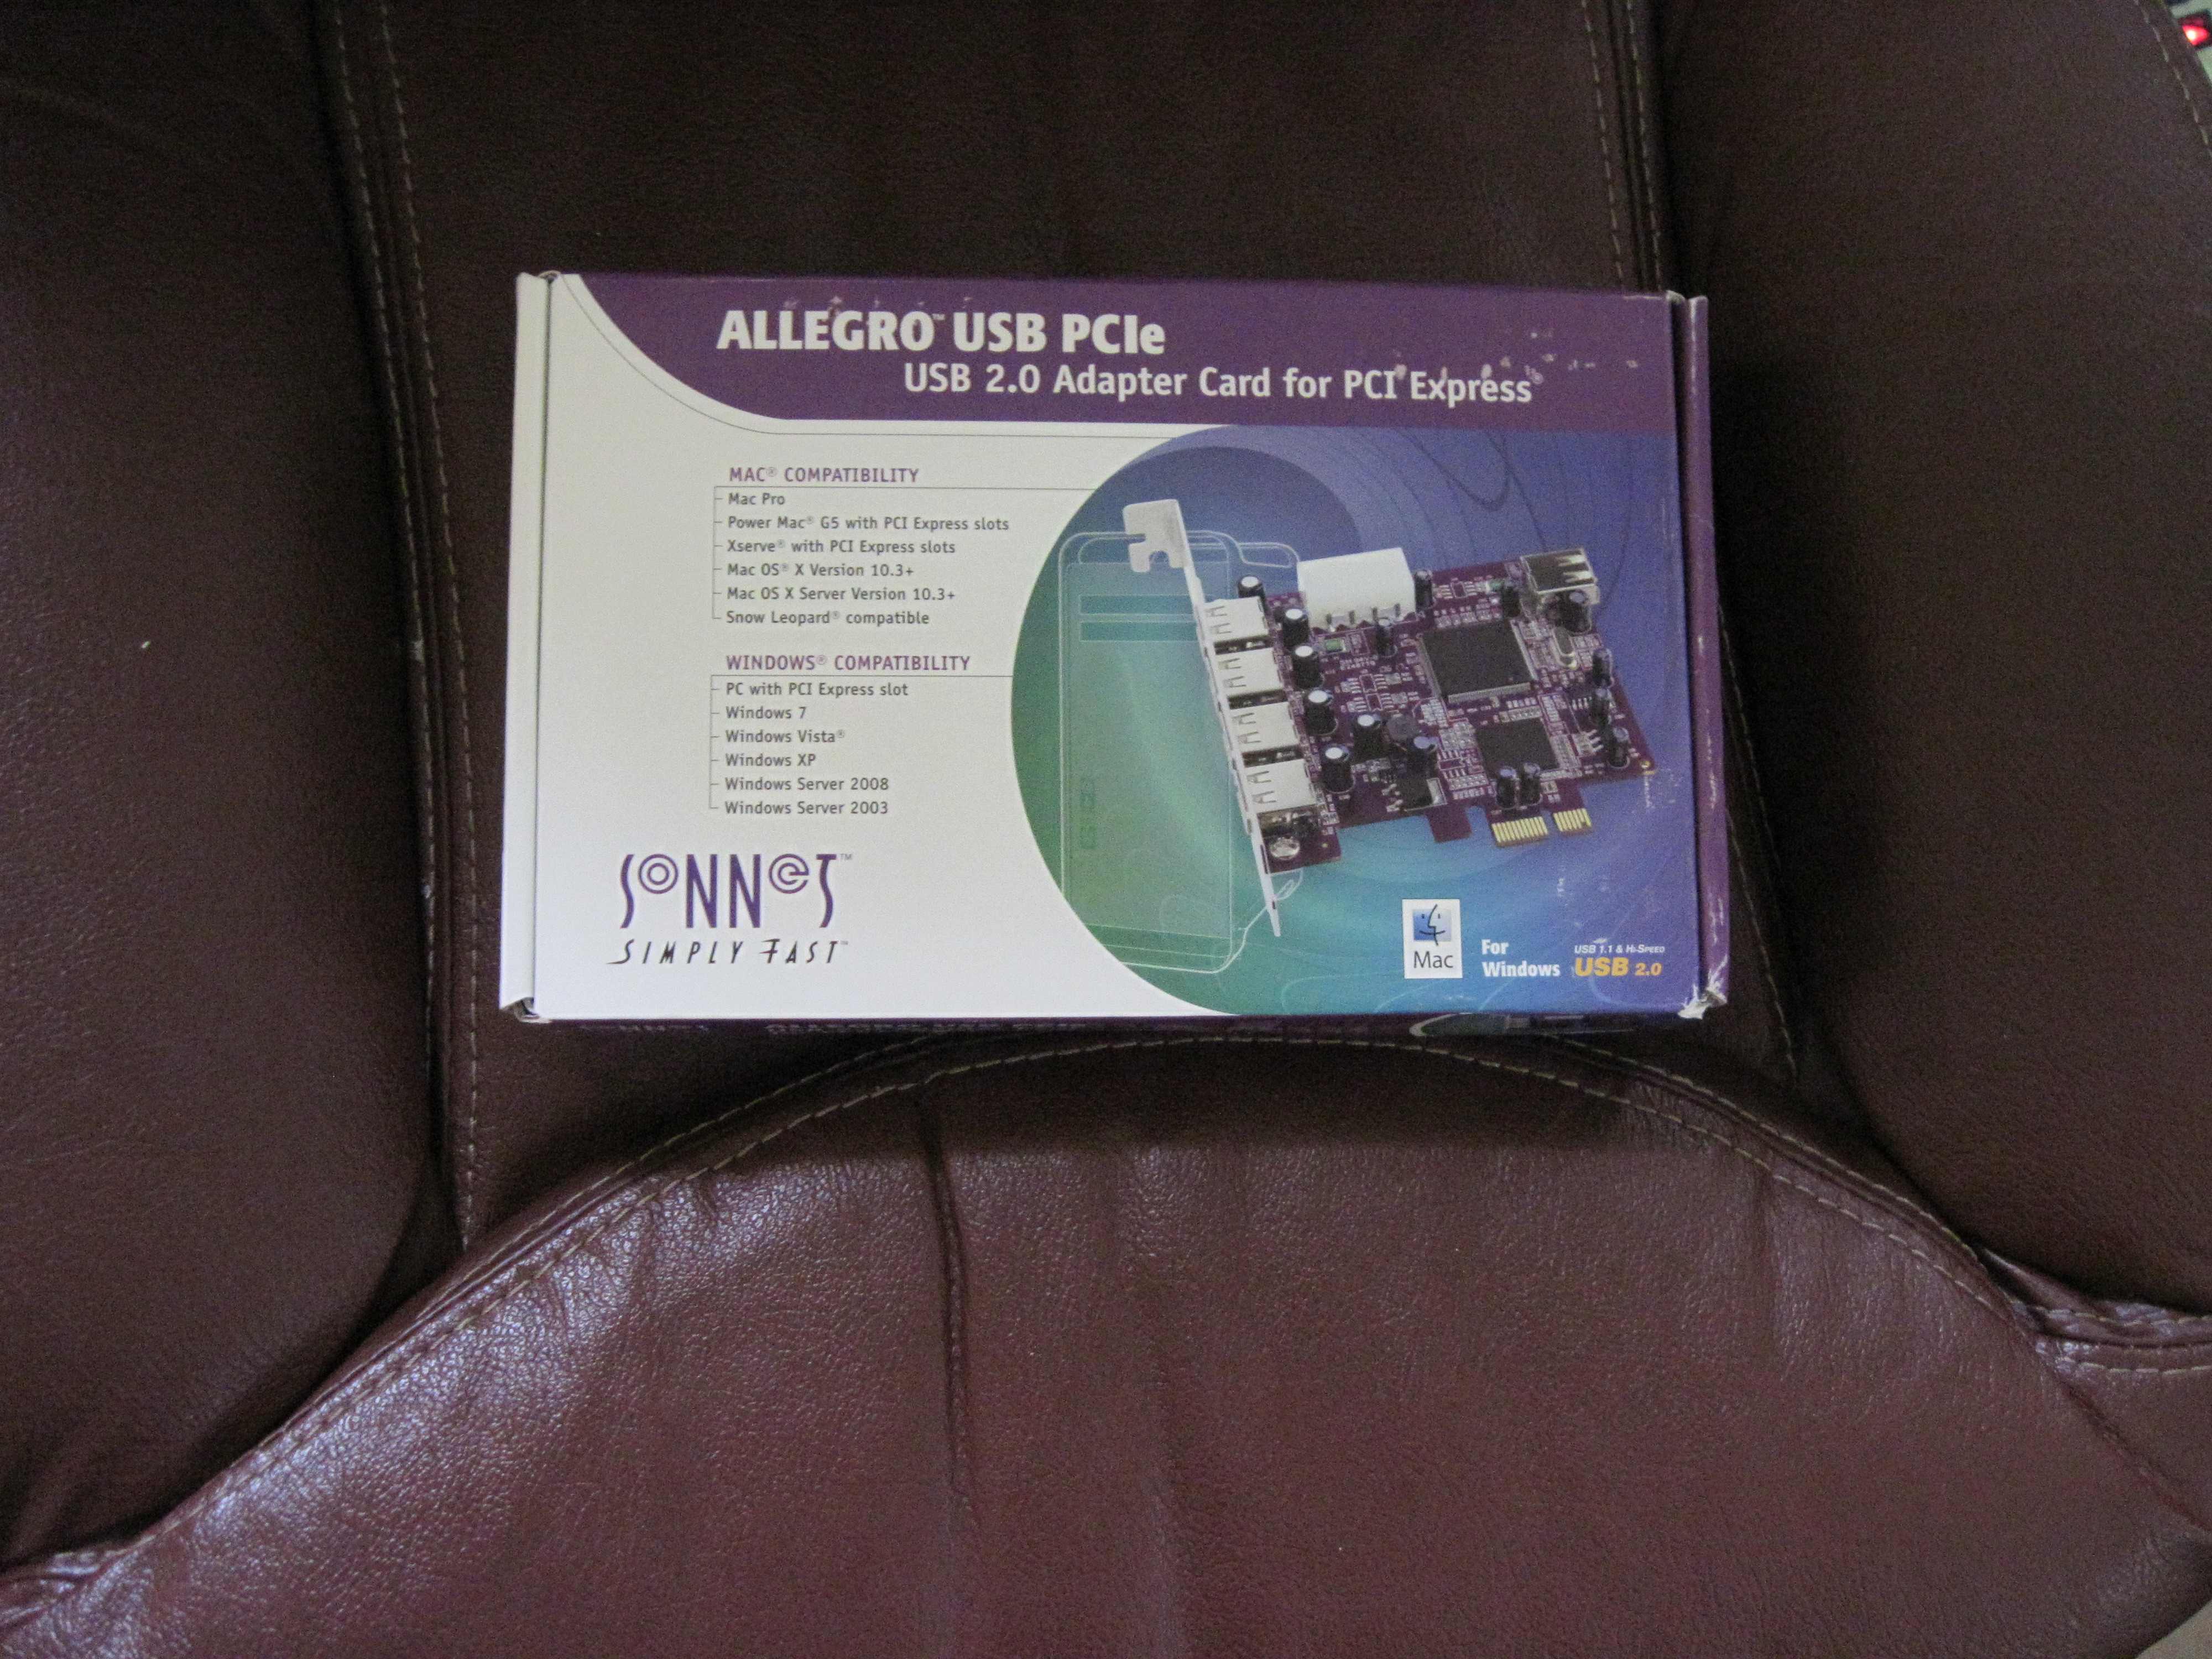 ALLEGRO™ USB PCIe
USB 2.0 Adapter Card for PCI Express®
MAC® COMPATIBILITY
Mac Pro
Power Mac® G5 with PCI Express slots
Xserve® with PCI Express slots
Mac OS® X Version 10.3+
Mac OS X Server Version 10.3+
Snow Leopard® compatible
WINDOWS® COMPATIBILITY
PC with PCI Express slot
Windows 7
Windows Vista®
Windows XP
Windows Server 2008
Windows Server 2003
SONNET™
SIMPLY FAST™
Mac
For
Windows
USB 1.1 & HI-SPEED
USB 2.0